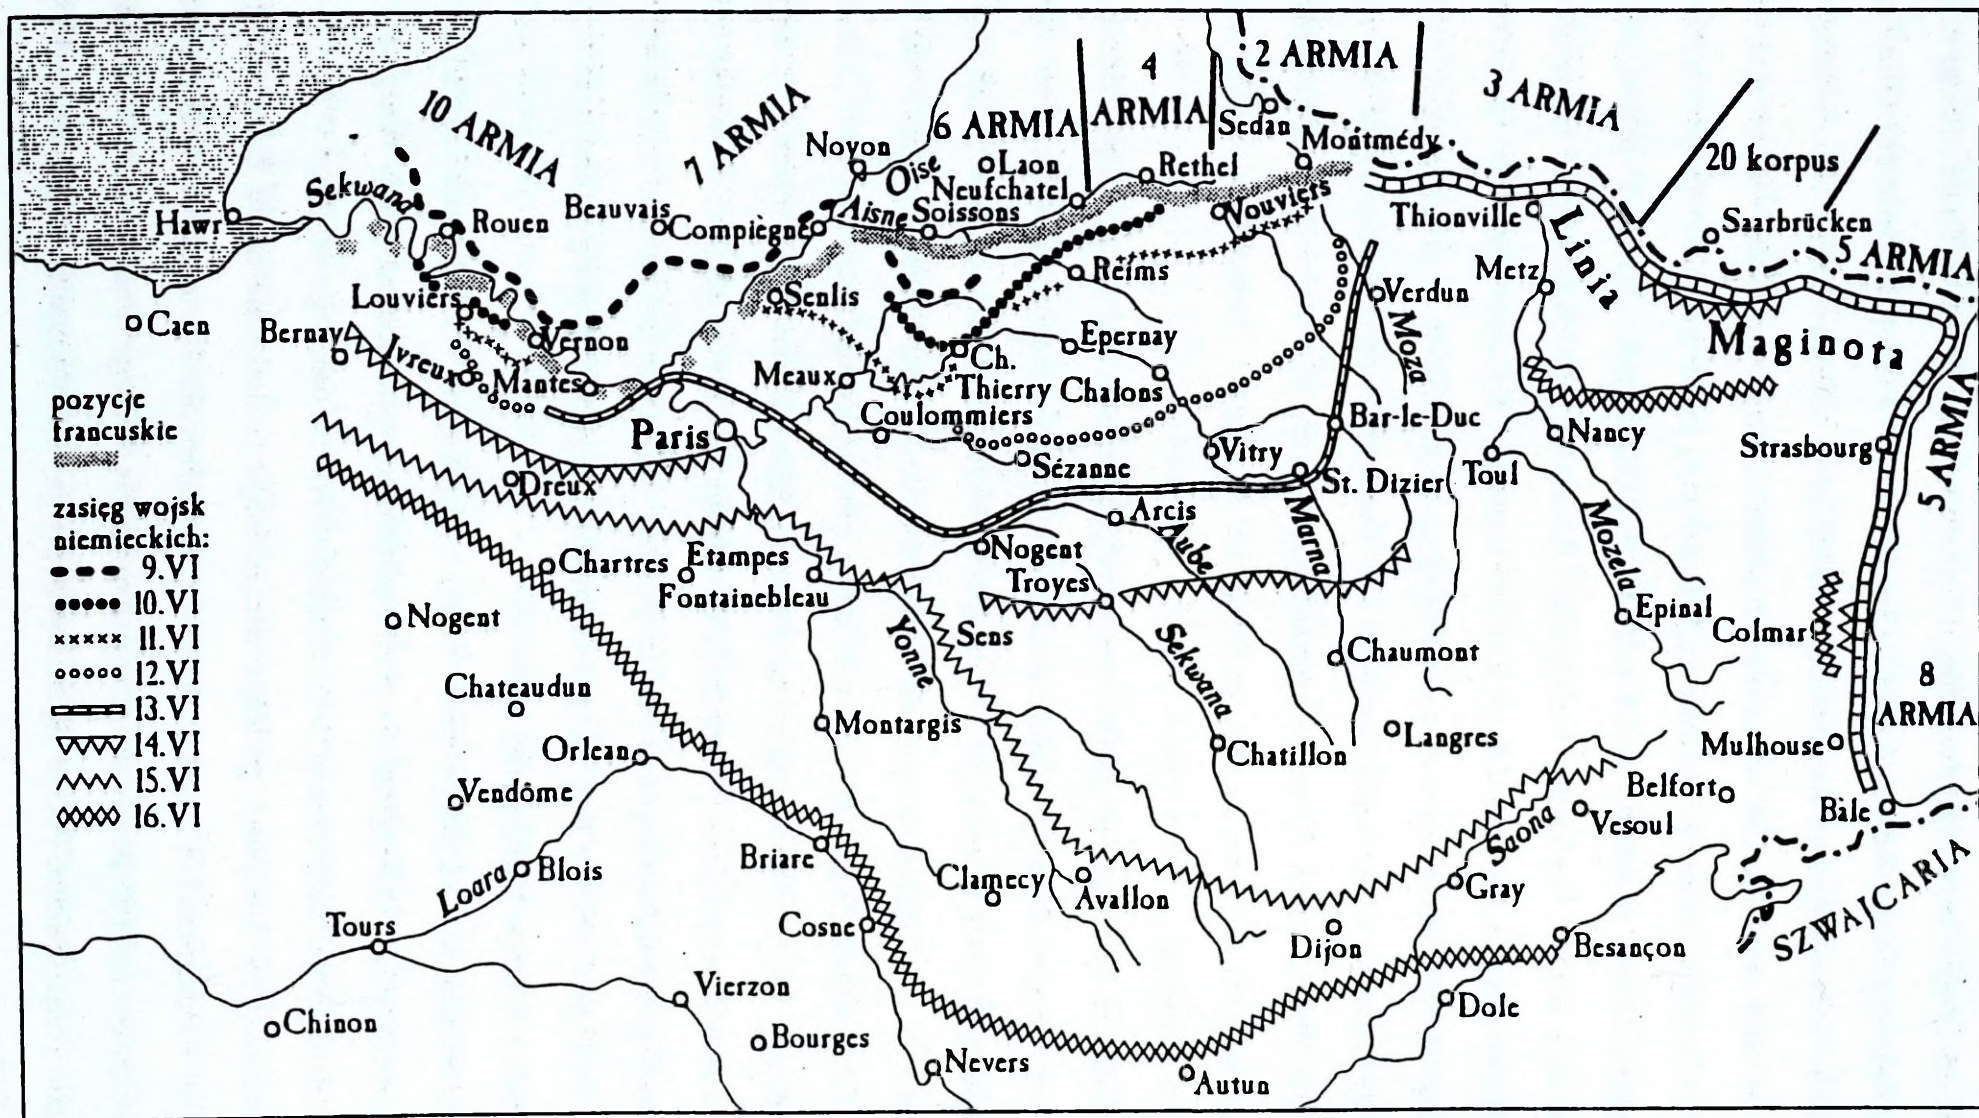 10 ARMIA
7 ARMIA
6 ARMIA
4
ARMIA
2 ARMIA
3 ARMIA
20 korpus
5 ARMIA
5 ARMIA
8
ARMIA
Sekwana
Hawr
Rouen
Beauvais
Compiègne
Noyon
Oise
Laon
Neufchatel
Aisne
Soissons
Rethel
Sedan
Montmédy
Vouviers
Thionville
Saarbrücken
Linia
Maginota
Metz
Verdun
Moza
Reims
Senlis
Louviers
Caen
Bernay
Ivreux
Vernon
Mantes
Meaux
Ch.
Thierry
Epernay
Chalons
Coulommiers
Paris
Sézanne
Vitry
Bar-le-Duc
St. Dizier
Toul
Nancy
Strasbourg
pozycje
francuskie
zasięg wojsk
niemieckich:
9.VI
10.VI
11.VI
12.VI
13.VI
14.VI
15.VI
16.VI
Dreux
Arcis
Aube
Marna
Mozela
Chartres
Etampes
Fontainebleau
Nogent
Troyes
Nogent
Sens
Yonne
Sekwana
Epinal
Colmar
Chaumont
Chateaudun
Montargis
Chatillon
Langres
Mulhouse
Orlean
Vendôme
Belfort
Vesoul
Bâle
Saona
Briare
Blois
Loara
Clamecy
Avallon
Gray
SZWAJCARIA
Tours
Cosne
Dijon
Besançon
Vierzon
Dole
Chinon
Bourges
Nevers
Autun